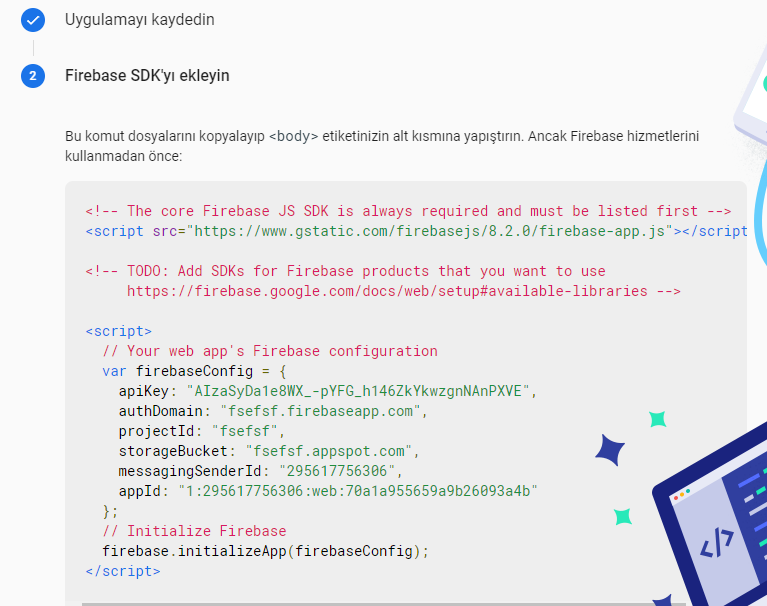 Uygulamayı kaydedin
2 Firebase SDK'yı ekleyin
Bu komut dosyalarını kopyalayıp <body> etiketinizin alt kısmına yapıştırın. Ancak Firebase hizmetlerini
kullanmadan önce:
<!-- The core Firebase JS SDK is always required and must be listed first -->
<script src="https://www.gstatic.com/firebasejs/8.2.0/firebase-app.js"></script
<!-- TODO: Add SDKs for Firebase products that you want to use
https://firebase.google.com/docs/web/setup#available-libraries -->
<script>
// Your web app's Firebase configuration
var firebaseConfig = {
apiKey: "AIzaSyDa1e8WX_-pYFG_h146ZkYkwzgnNAnPXVE",
authDomain: "fsefsf.firebaseapp.com",
projectId: "fsefsf",
storageBucket: "fsefsf.appspot.com",
messagingSenderId: "295617756306",
appId: "1:295617756306:web:70a1a955659a9b26093a4b"
};
// Initialize Firebase
firebase.initializeApp(firebaseConfig);
</script>
</>